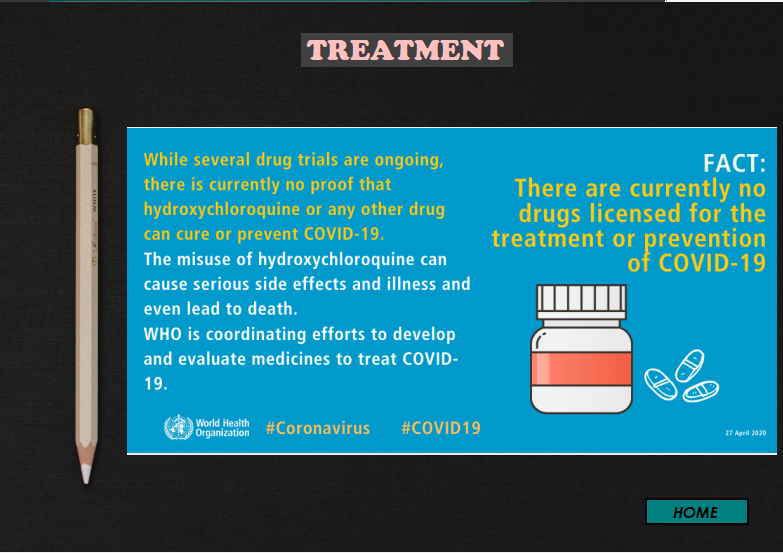 TREATMENT
While several drug trials are ongoing,
there is currently no proof that
hydroxychloroquine or any other drug
can cure or prevent COVID-19.
The misuse of hydroxychloroquine can
cause serious side effects and illness and
even lead to death.
WHO is coordinating efforts to develop
and evaluate medicines to treat COVID-
19.
FACT:
There are currently no
drugs licensed for the
treatment or prevention
of COVID-19
World Health
Organization
#Coronavirus #COVID19
27 April 2020
WHITE
HOME